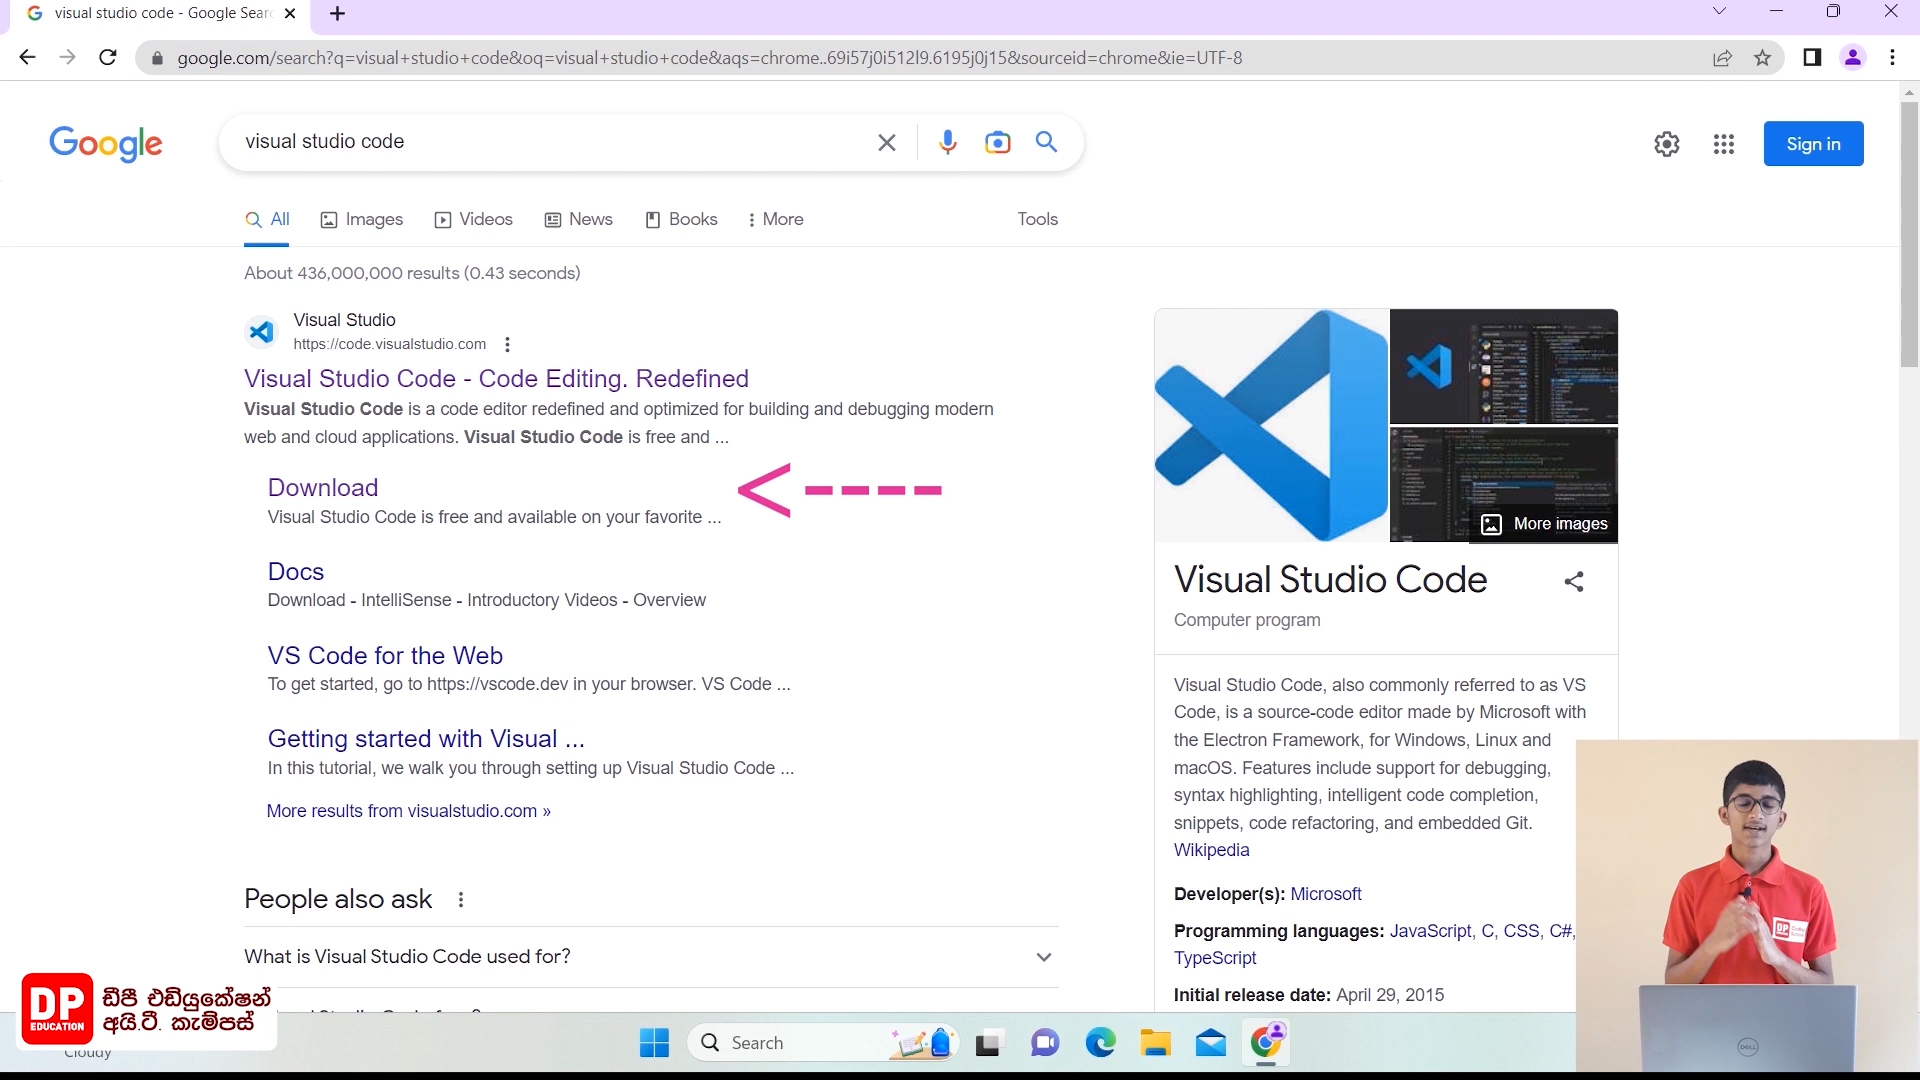 visual studio code - Google Sear
google.com/search?q=visual+studio+code&oq=visual+studio+code&aqs=chrome..69i57j0i512l9.6195j0j15&sourceid=chrome&ie=UTF-8
Google
visual studio code
Sign in
All
Images
Videos
News
Books
More
Tools
About 436,000,000 results (0.43 seconds)
Visual Studio
https://code.visualstudio.com
Visual Studio Code - Code Editing. Redefined
Visual Studio Code is a code editor redefined and optimized for building and debugging modern
web and cloud applications. Visual Studio Code is free and ...
Download
Visual Studio Code is free and available on your favorite ...
Docs
Download - IntelliSense - Introductory Videos - Overview
VS Code for the Web
To get started, go to https://vscode.dev in your browser. VS Code ...
Getting started with Visual ...
In this tutorial, we walk you through setting up Visual Studio Code ...
More results from visualstudio.com »
People also ask
What is Visual Studio Code used for?
More images
Visual Studio Code
Computer program
Visual Studio Code, also commonly referred to as VS
Code, is a source-code editor made by Microsoft with
the Electron Framework, for Windows, Linux and
macOS. Features include support for debugging,
syntax highlighting, intelligent code completion,
snippets, code refactoring, and embedded Git.
Wikipedia
Developer(s): Microsoft
Programming languages: JavaScript, C, CSS, C#,
TypeScript
Initial release date: April 29, 2015
DP
EDUCATION
ඩීපී එඩියුකේෂන්
අයි.ටී. කැම්පස්
Cloudy
Search
DP
DELL